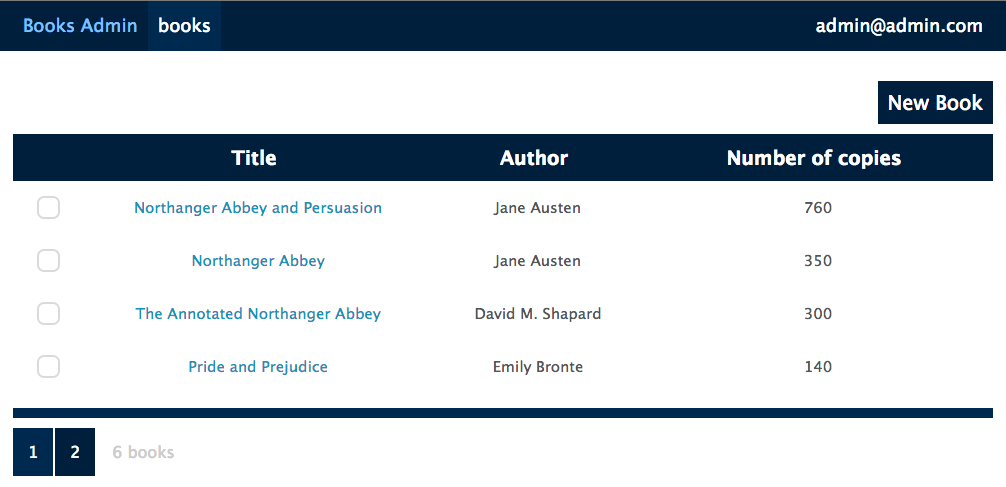 Books Admin books admin@admin.com
New Book
Title Author Number of copies
Northanger Abbey and Persuasion Jane Austen 760
Northanger Abbey Jane Austen 350
The Annotated Northanger Abbey David M. Shapard 300
Pride and Prejudice Emily Bronte 140
1 2 6 books